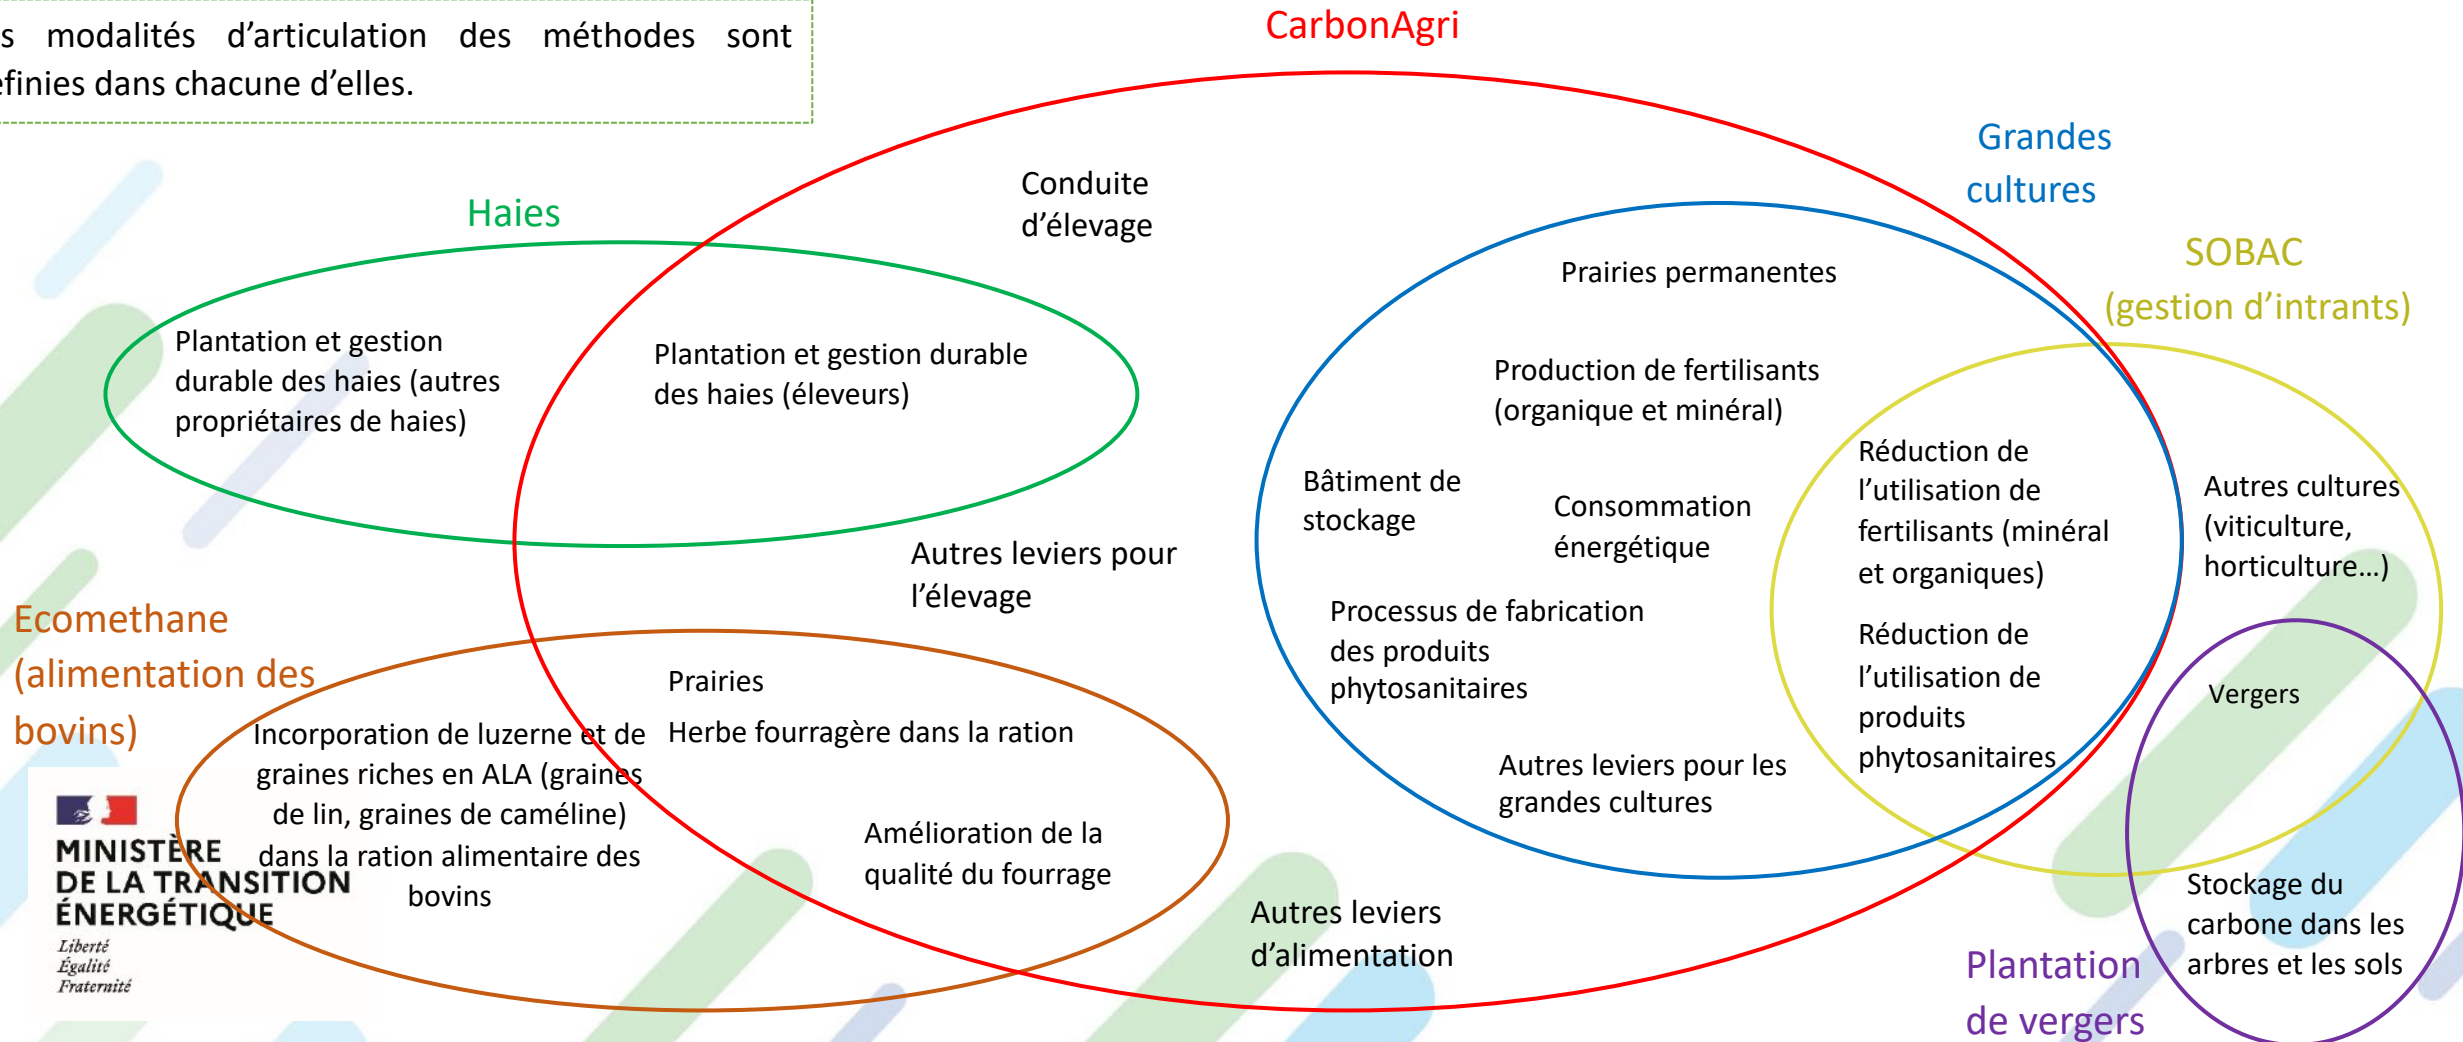 modalités d’articulation des méthodes sont
dans chacune d’elles.
CarbonAgri
Grandes
cultures
SOBAC
(gestion d’intrants)
Haies
Conduite
d’élevage
Plantation et gestion
durable des haies (autres
propriétaires de haies)
Plantation et gestion durable
des haies (éleveurs)
Prairies permanentes
Production de fertilisants
(organique et minéral)
Bâtiment de
stockage
Consommation
énergétique
Réduction de
l’utilisation de
fertilisants (minéral
et organiques)
Autres cultures
(viticulture,
horticulture…)
Autres leviers pour
l’élevage
Processus de fabrication
des produits
phytosanitaires
Réduction de
l’utilisation de
produits
phytosanitaires
Autres leviers pour les
grandes cultures
Vergers
Ecomethane
(alimentation des
bovins)
Prairies
Herbe fourragère dans la ration
Incorporation de luzerne et de
graines riches en ALA (graines
de lin, graines de caméline)
dans la ration alimentaire des
bovins
Amélioration de la
qualité du fourrage
Autres leviers
d’alimentation
Stockage du
carbone dans les
arbres et les sols
Plantation
de vergers
MINISTÈRE
DE LA TRANSITION
ÉNERGÉTIQUE
Liberté
Égalité
Fraternité